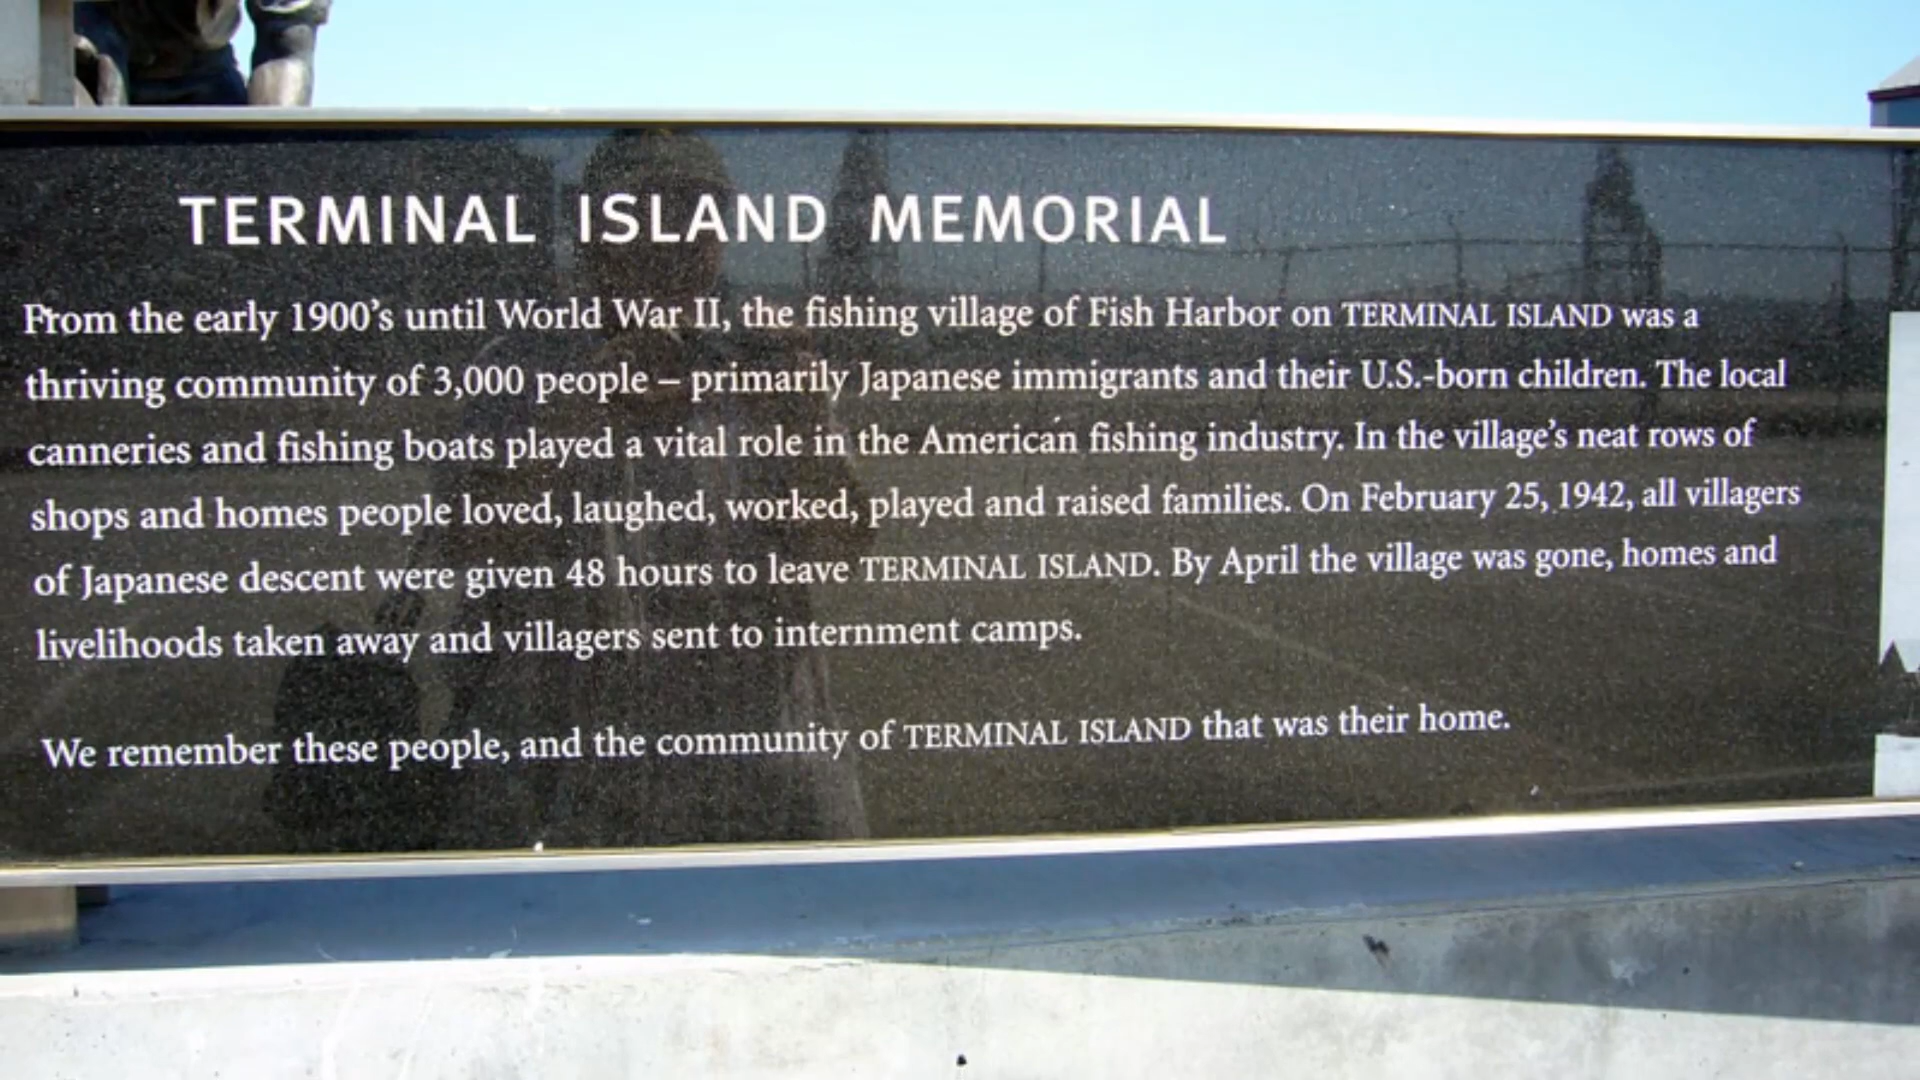 TERMINAL ISLAND MEMORIAL
From the early 1900's until World War II, the fishing village of Fish Harbor on TERMINAL ISLAND was a
thriving community of 3,000 people – primarily Japanese immigrants and their U.S.-born children. The local
canneries and fishing boats played a vital role in the American fishing industry. In the village's neat rows of
shops and homes people loved, laughed, worked, played and raised families. On February 25, 1942, all villagers
of Japanese descent were given 48 hours to leave TERMINAL ISLAND. By April the village was gone, homes and
livelihoods taken away and villagers sent to internment camps.
We remember these people, and the community of TERMINAL ISLAND that was their home.